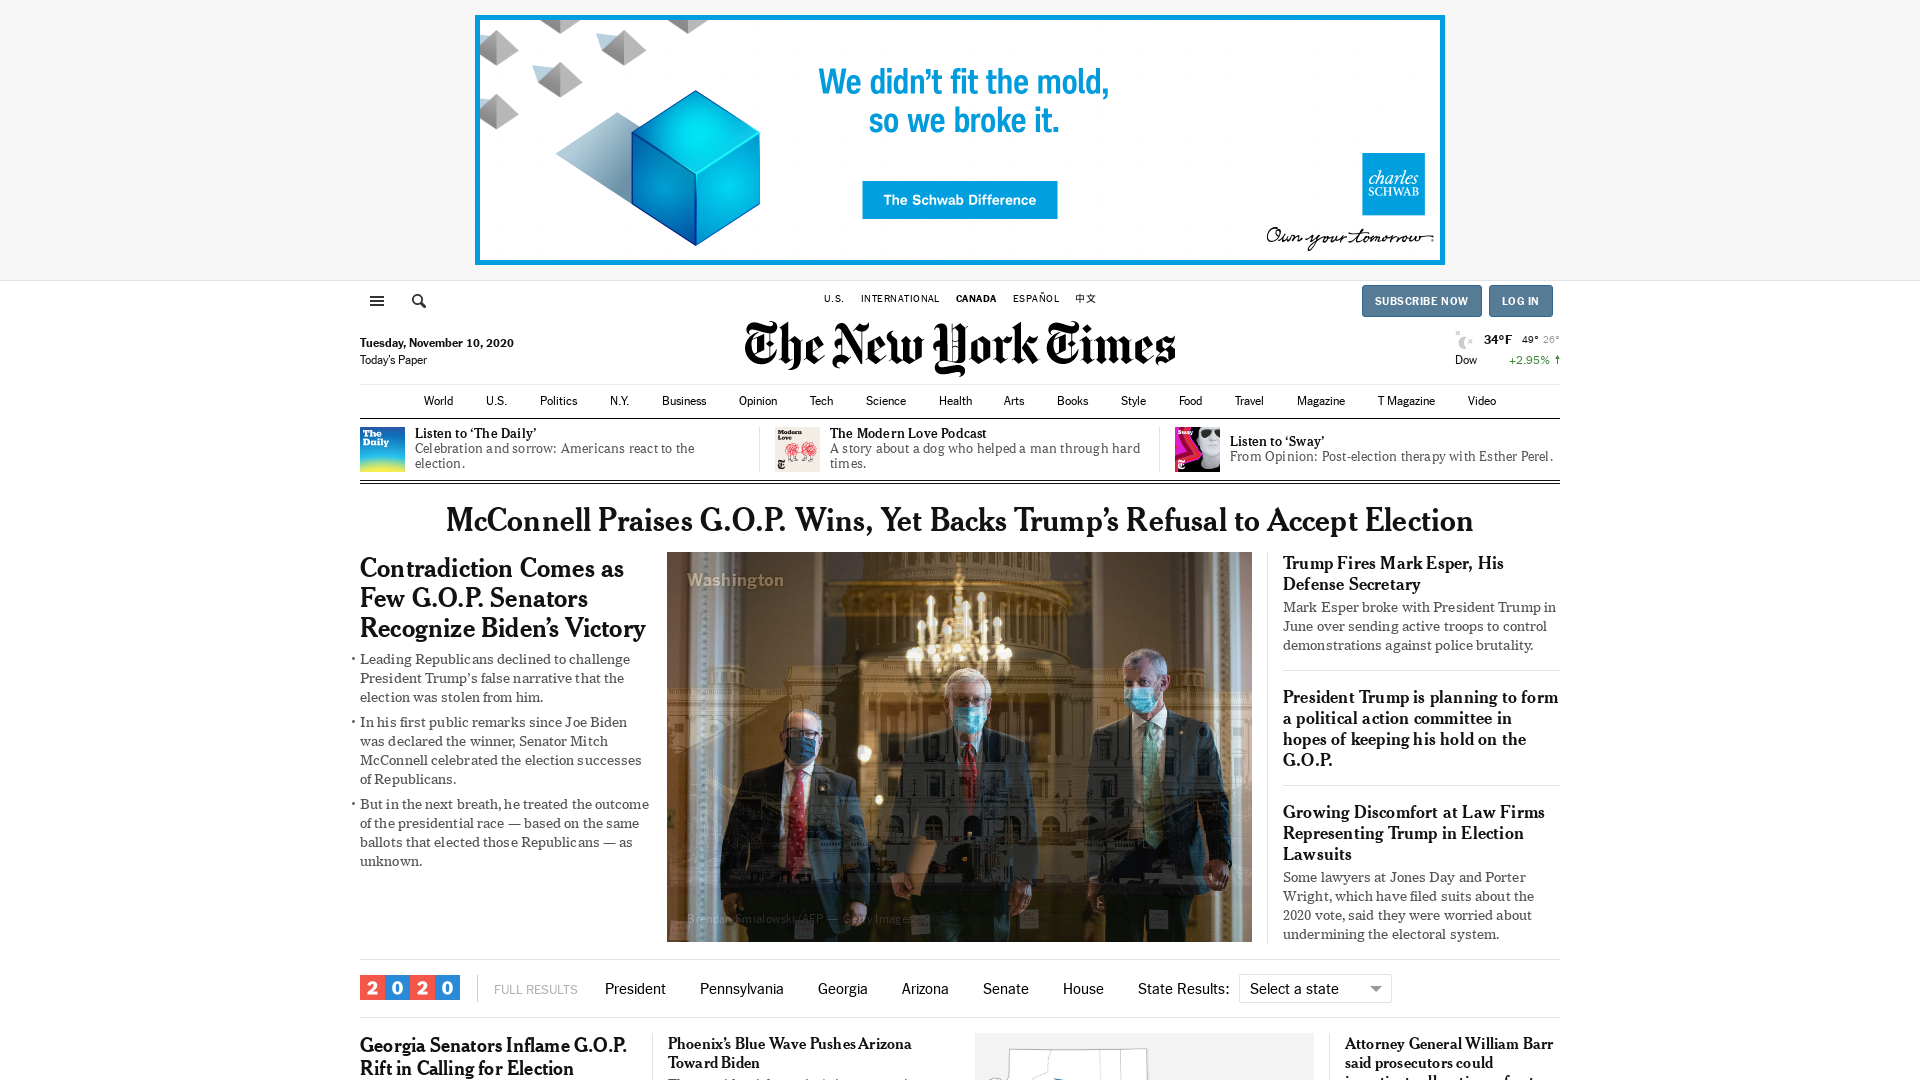 We didn't fit the mold,
so we broke it.
The Schwab Difference
charles
SCHWAB
Own your tomorrow.
U.S. INTERNATIONAL CANADA ESPAÑOL 中文
SUBSCRIBE NOW LOG IN
The New York Times
Tuesday, November 10, 2020
Today's Paper
34°F 49° 26°
Dow +2.95% ↑
World U.S. Politics N.Y. Business Opinion Tech Science Health Arts Books Style Food Travel Magazine T Magazine Video
The
Daily
Listen to ‘The Daily’
Celebration and sorrow: Americans react to the
election.
Modern
Love
The Modern Love Podcast
A story about a dog who helped a man through hard
times.
Sway
Listen to ‘Sway’
From Opinion: Post-election therapy with Esther Perel.
McConnell Praises G.O.P. Wins, Yet Backs Trump’s Refusal to Accept Election
Contradiction Comes as
Few G.O.P. Senators
Recognize Biden’s Victory
• Leading Republicans declined to challenge
President Trump’s false narrative that the
election was stolen from him.
• In his first public remarks since Joe Biden
was declared the winner, Senator Mitch
McConnell celebrated the election successes
of Republicans.
• But in the next breath, he treated the outcome
of the presidential race — based on the same
ballots that elected those Republicans — as
unknown.
Washington
Brendan Smialowski/AFP — Getty Images
Trump Fires Mark Esper, His
Defense Secretary
Mark Esper broke with President Trump in
June over sending active troops to control
demonstrations against police brutality.
President Trump is planning to form
a political action committee in
hopes of keeping his hold on the
G.O.P.
Growing Discomfort at Law Firms
Representing Trump in Election
Lawsuits
Some lawyers at Jones Day and Porter
Wright, which have filed suits about the
2020 vote, said they were worried about
undermining the electoral system.
2020 FULL RESULTS President Pennsylvania Georgia Arizona Senate House State Results: Select a state
Georgia Senators Inflame G.O.P.
Rift in Calling for Election
Phoenix’s Blue Wave Pushes Arizona
Toward Biden
Attorney General William Barr
said prosecutors could